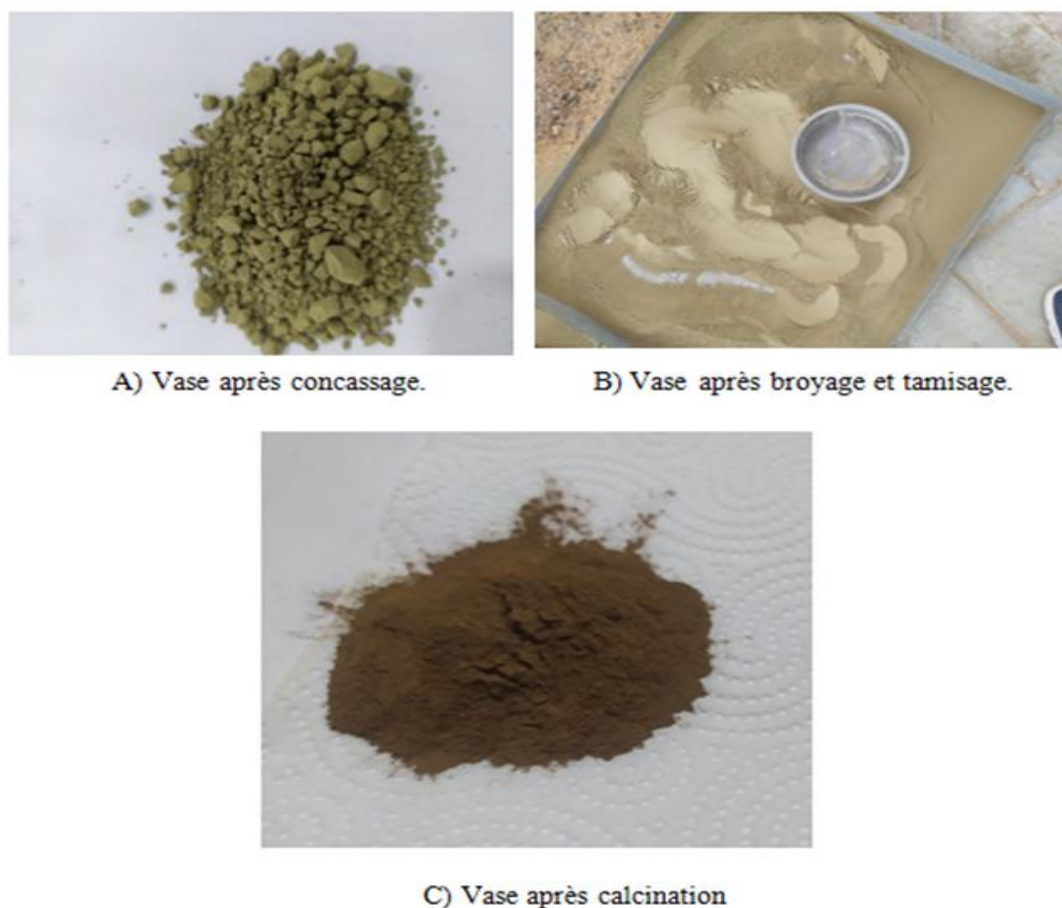 A) Vase après concassage.
B) Vase après broyage et tamisage.
C) Vase après calcination